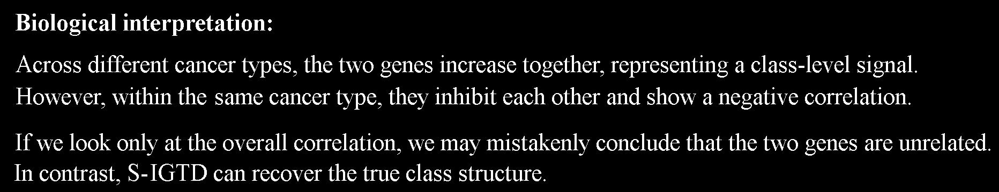 Biological interpretation:
Across different cancer types, the two genes increase together, representing a class-level signal.
However, within the same cancer type, they inhibit each other and show a negative correlation.
If we look only at the overall correlation, we may mistakenly conclude that the two genes are unrelated.
In contrast, S-IGTD can recover the true class structure.